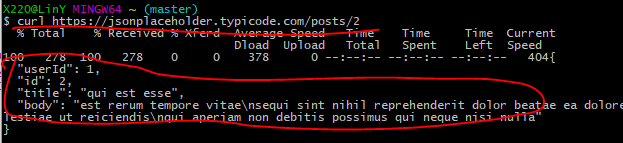 X22O@LinY MINGW64 ~ (master)
$ curl https://jsonplaceholder.typicode.com/posts/2
% Total % Received % Xferd Average Speed Time Time Time Current
Dload Upload Total Spent Left Speed
100 278 100 278 0 0 378 0 --:--:-- --:--:-- --:--:-- 404{
"userId": 1,
"id": 2,
"title": "qui est esse",
"body": "est rerum tempore vitae\nsequi sint nihil reprehenderit dolor beatae ea dolore
lestiae ut reiciendis\nqui aperiam non debitis possimus qui neque nisi nulla"
}